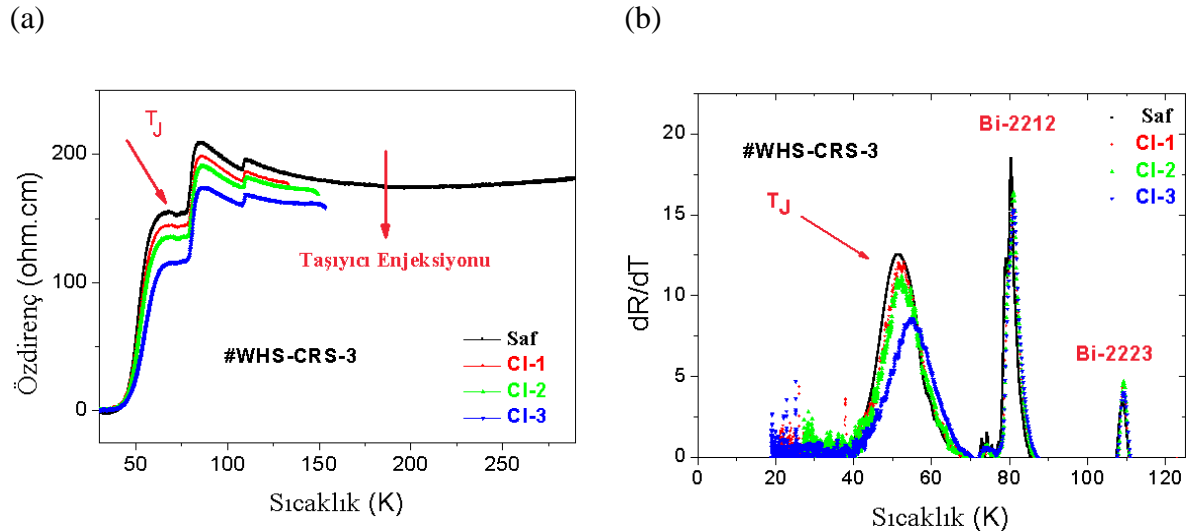 (a)
(b)
T_J
#WHS-CRS-3
Taşıyıcı Enjeksiyonu
Saf
CI-1
CI-2
CI-3
200
100
0
50
100
150
200
250
Özdirenç (ohm.cm)
Sıcaklık (K)
#WHS-CRS-3
T_J
Bi-2212
Bi-2223
Saf
CI-1
CI-2
CI-3
20
15
10
5
0
0
20
40
60
80
100
120
dR/dT
Sıcaklık (K)